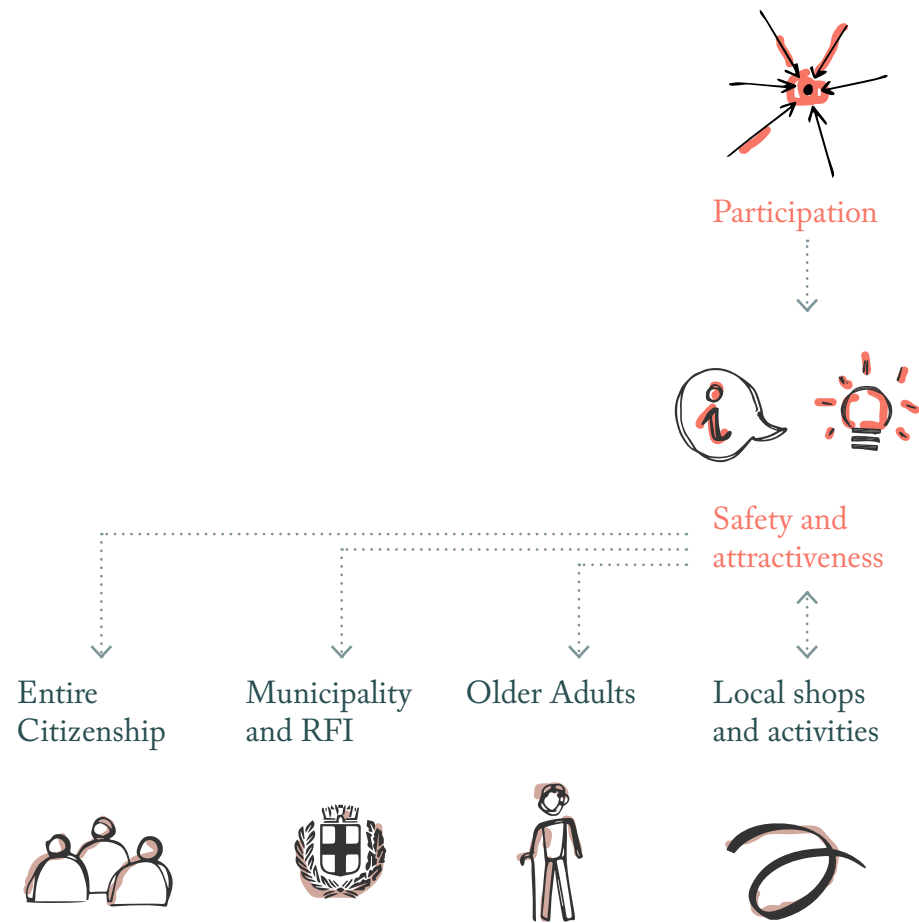 Participation
Safety and
attractiveness
Entire
Citizenship
Municipality
and RFI
Older Adults
Local shops
and activities